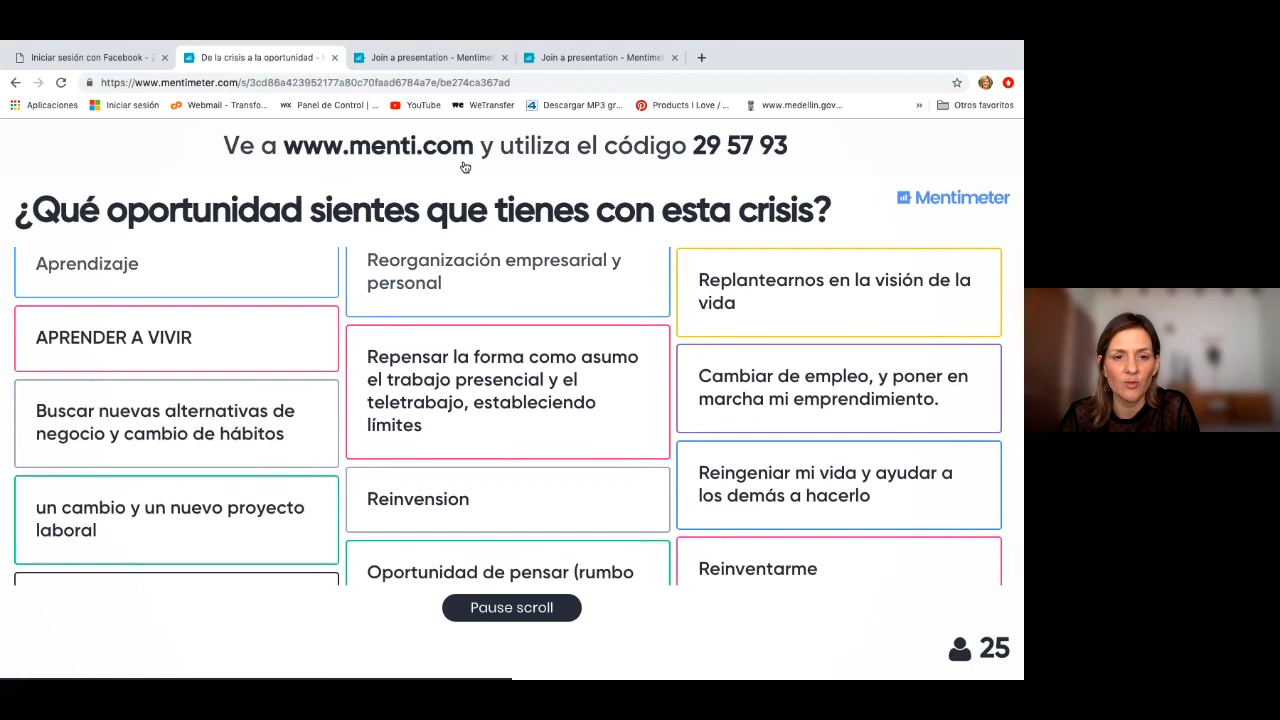 Iniciar sesión con Facebook - Z
De la crisis a la oportunidad -
Join a presentation - Mentimet
Join a presentation - Mentimet
https://www.mentimeter.com/s/3cd86a423952177a80c70faad6784a7e/be274ca367ad
Aplicaciones
Iniciar sesión
Webmail - Transfo...
Panel de Control | ...
YouTube
WeTransfer
Descargar MP3 gr...
Products I Love / ...
www.medellin.gov...
»
Otros favoritos
Ve a www.menti.com y utiliza el código 29 57 93
Mentimeter
¿Qué oportunidad sientes que tienes con esta crisis?
Aprendizaje
APRENDER A VIVIR
Buscar nuevas alternativas de
negocio y cambio de hábitos
un cambio y un nuevo proyecto
laboral
Reorganización empresarial y
personal
Repensar la forma como asumo
el trabajo presencial y el
teletrabajo, estableciendo
límites
Reinvension
Oportunidad de pensar (rumbo
Replantearnos en la visión de la
vida
Cambiar de empleo, y poner en
marcha mi emprendimiento.
Reingeniar mi vida y ayudar a
los demás a hacerlo
Reinventarme
Pause scroll
25